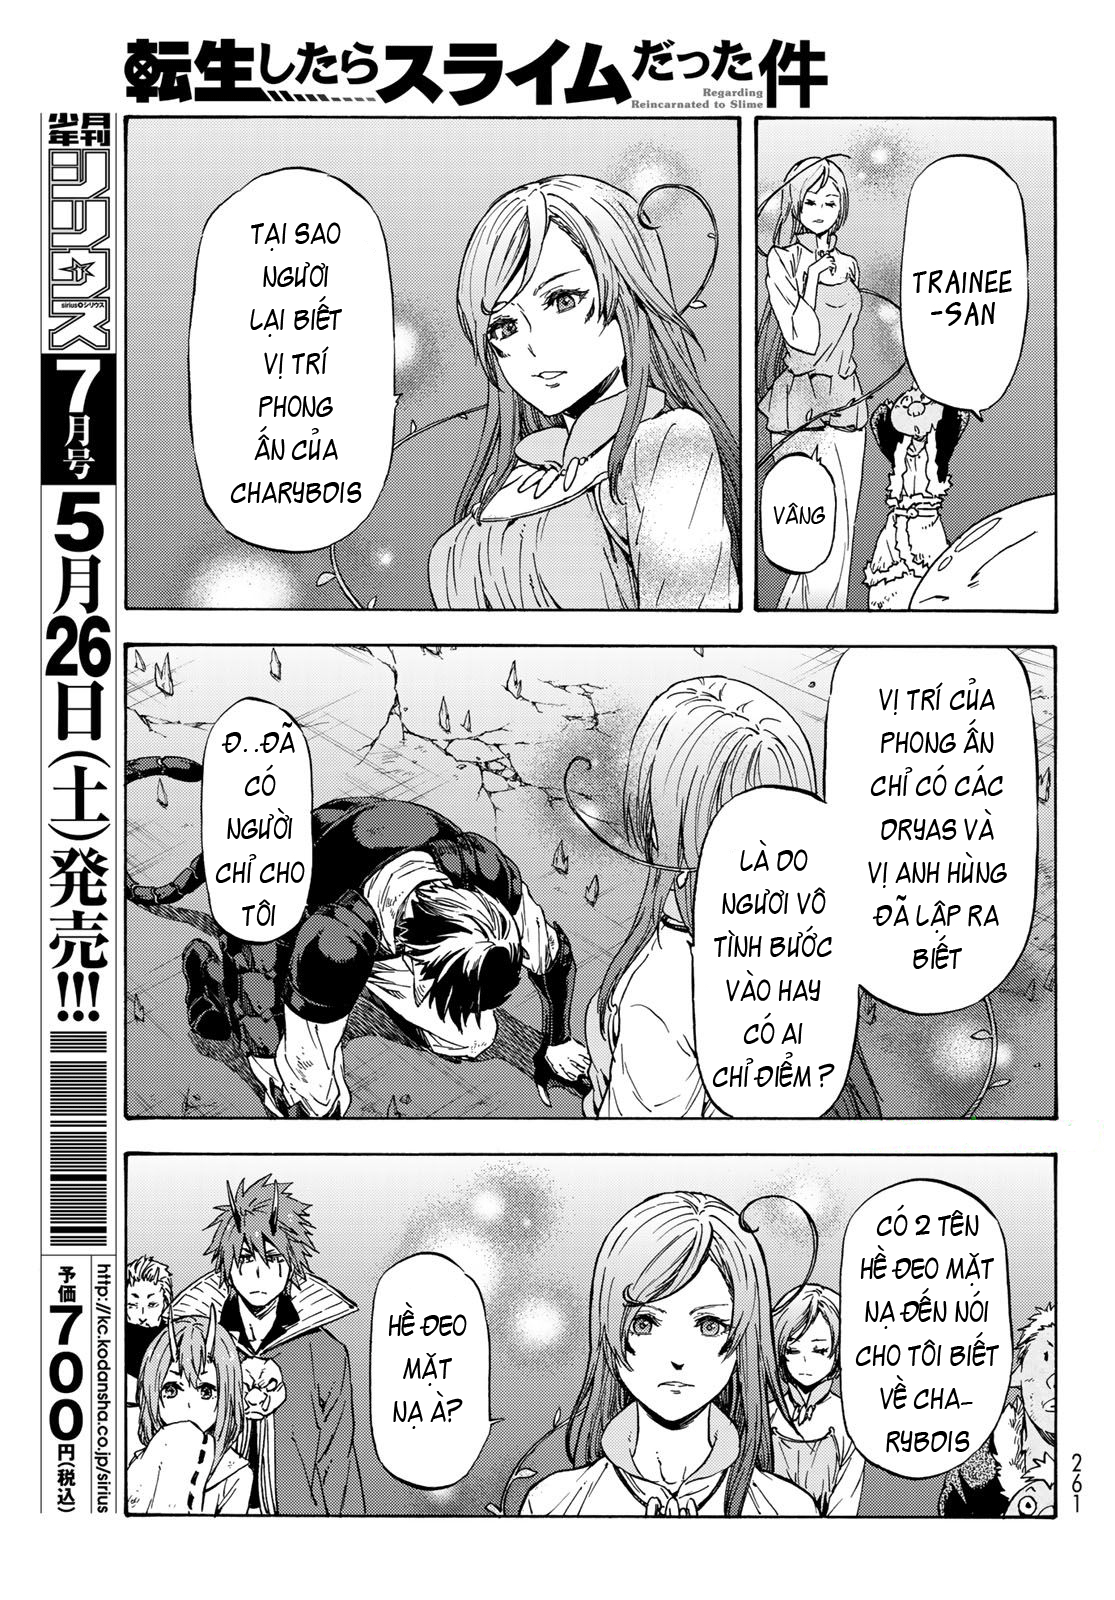 転生したらスライムだった件
Regarding
Reincarnated to Slime
TRAINEE
-SAN
VÂNG
TẠI SAO
NGƯƠI
LẠI BIẾT
VỊ TRÍ
PHONG
ẤN CỦA
CHARYBDIS
VỊ TRÍ CỦA
PHONG ẤN
CHỈ CÓ CÁC
DRYAS VÀ
VỊ ANH HÙNG
ĐÃ LẬP RA
BIẾT
LÀ DO
NGƯƠI VÔ
TÌNH BƯỚC
VÀO HAY
CÓ AI
CHỈ ĐIỂM?
Đ..ĐÃ
CÓ
NGƯỜI
CHỈ CHO
TÔI
CÓ 2 TÊN
HỀ ĐEO MẶT
NẠ ĐẾN NÓI
CHO TÔI BIẾT
VỀ CHA-
RYBDIS
HỀ ĐEO
MẶT
NẠ À?
月刊
少年
シリウス
sirius★シリウス
7月号
5月26日(土)発売!!!
予価700円(税込)
http://kc.kodansha.co.jp/sirius
261